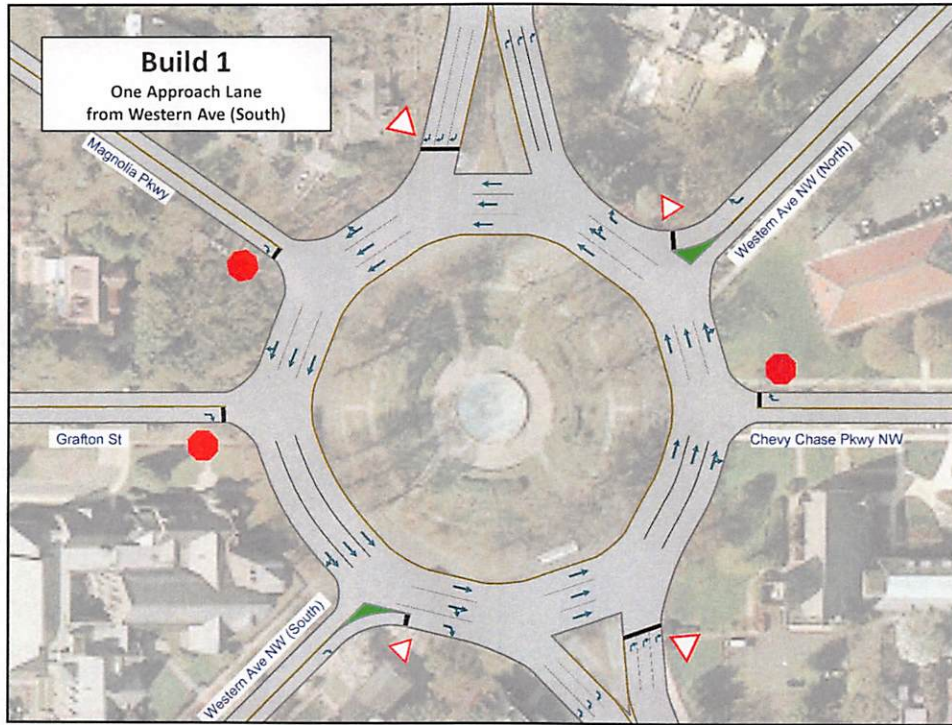 Build 1
One Approach Lane
from Western Ave (South)
Magnolia Pkwy
Western Ave NW (North)
Grafton St
Chevy Chase Pkwy NW
Western Ave NW (South)